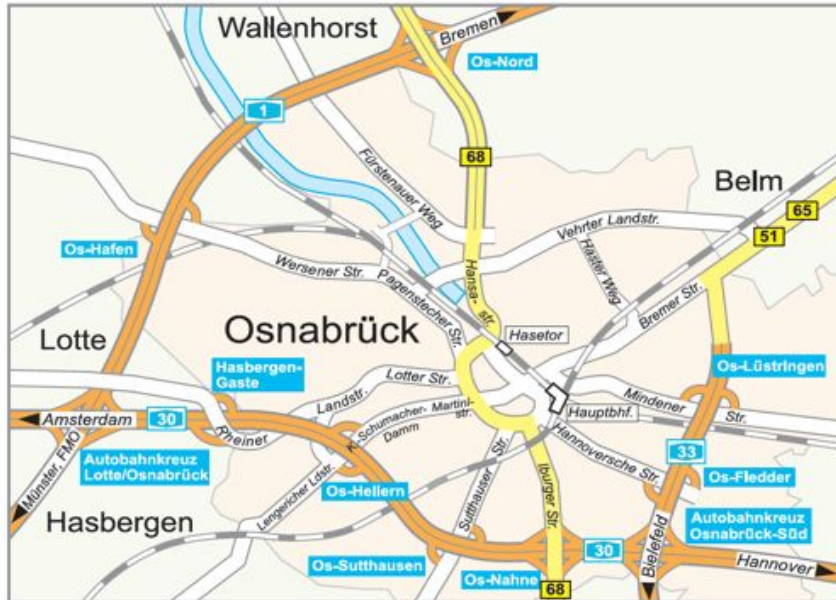 Wallenhorst
Bremen
Os-Nord
1
68
Fürstenauer Weg
Belm
65
51
Vehrter Landstr.
Haster Weg
Os-Hafen
Wersener Str.
Pagenstecher Str.
Hansa-
str.
Bremer Str.
Osnabrück
Hasetor
Lotte
Hasbergen-
Gaste
Os-Lüstringen
Lotter Str.
Landstr.
Rheiner
Mindener
Str.
Amsterdam
30
K.-Schumacher-
Damm
Martini-
str.
Hauptbhf.
Hannoversche Str.
Münster, FMO
Autobahnkreuz
Lotte/Osnabrück
33
Os-Fledder
Os-Hellern
Lengericher Ldstr.
Sutthauser Str.
Iburger Str.
Hasbergen
Autobahnkreuz
Osnabrück-Süd
Os-Sutthausen
Os-Nahne
30
68
Bielefeld
Hannover